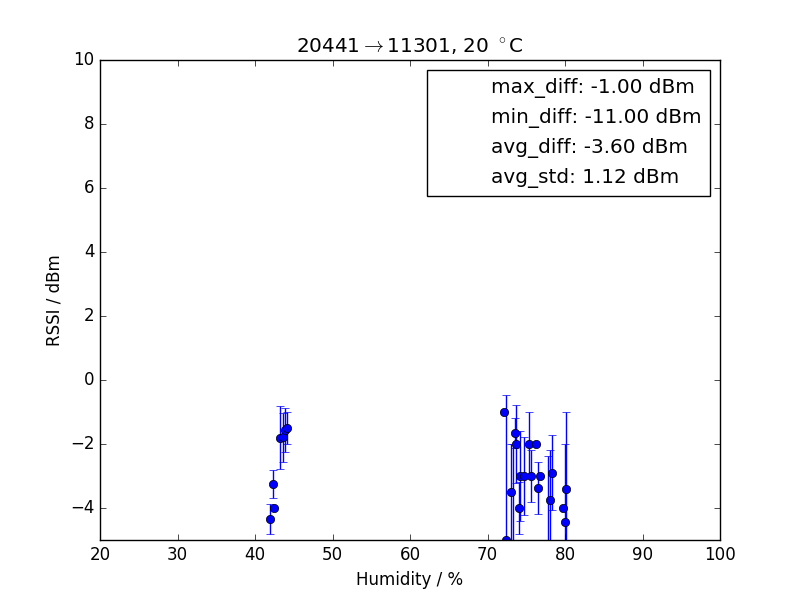 20441→11301, 20 °C
max_diff: -1.00 dBm
min_diff: -11.00 dBm
avg_diff: -3.60 dBm
avg_std: 1.12 dBm
RSSI / dBm
10
8
6
4
2
0
−2
−4
20 30 40 50 60 70 80 90 100
Humidity / %